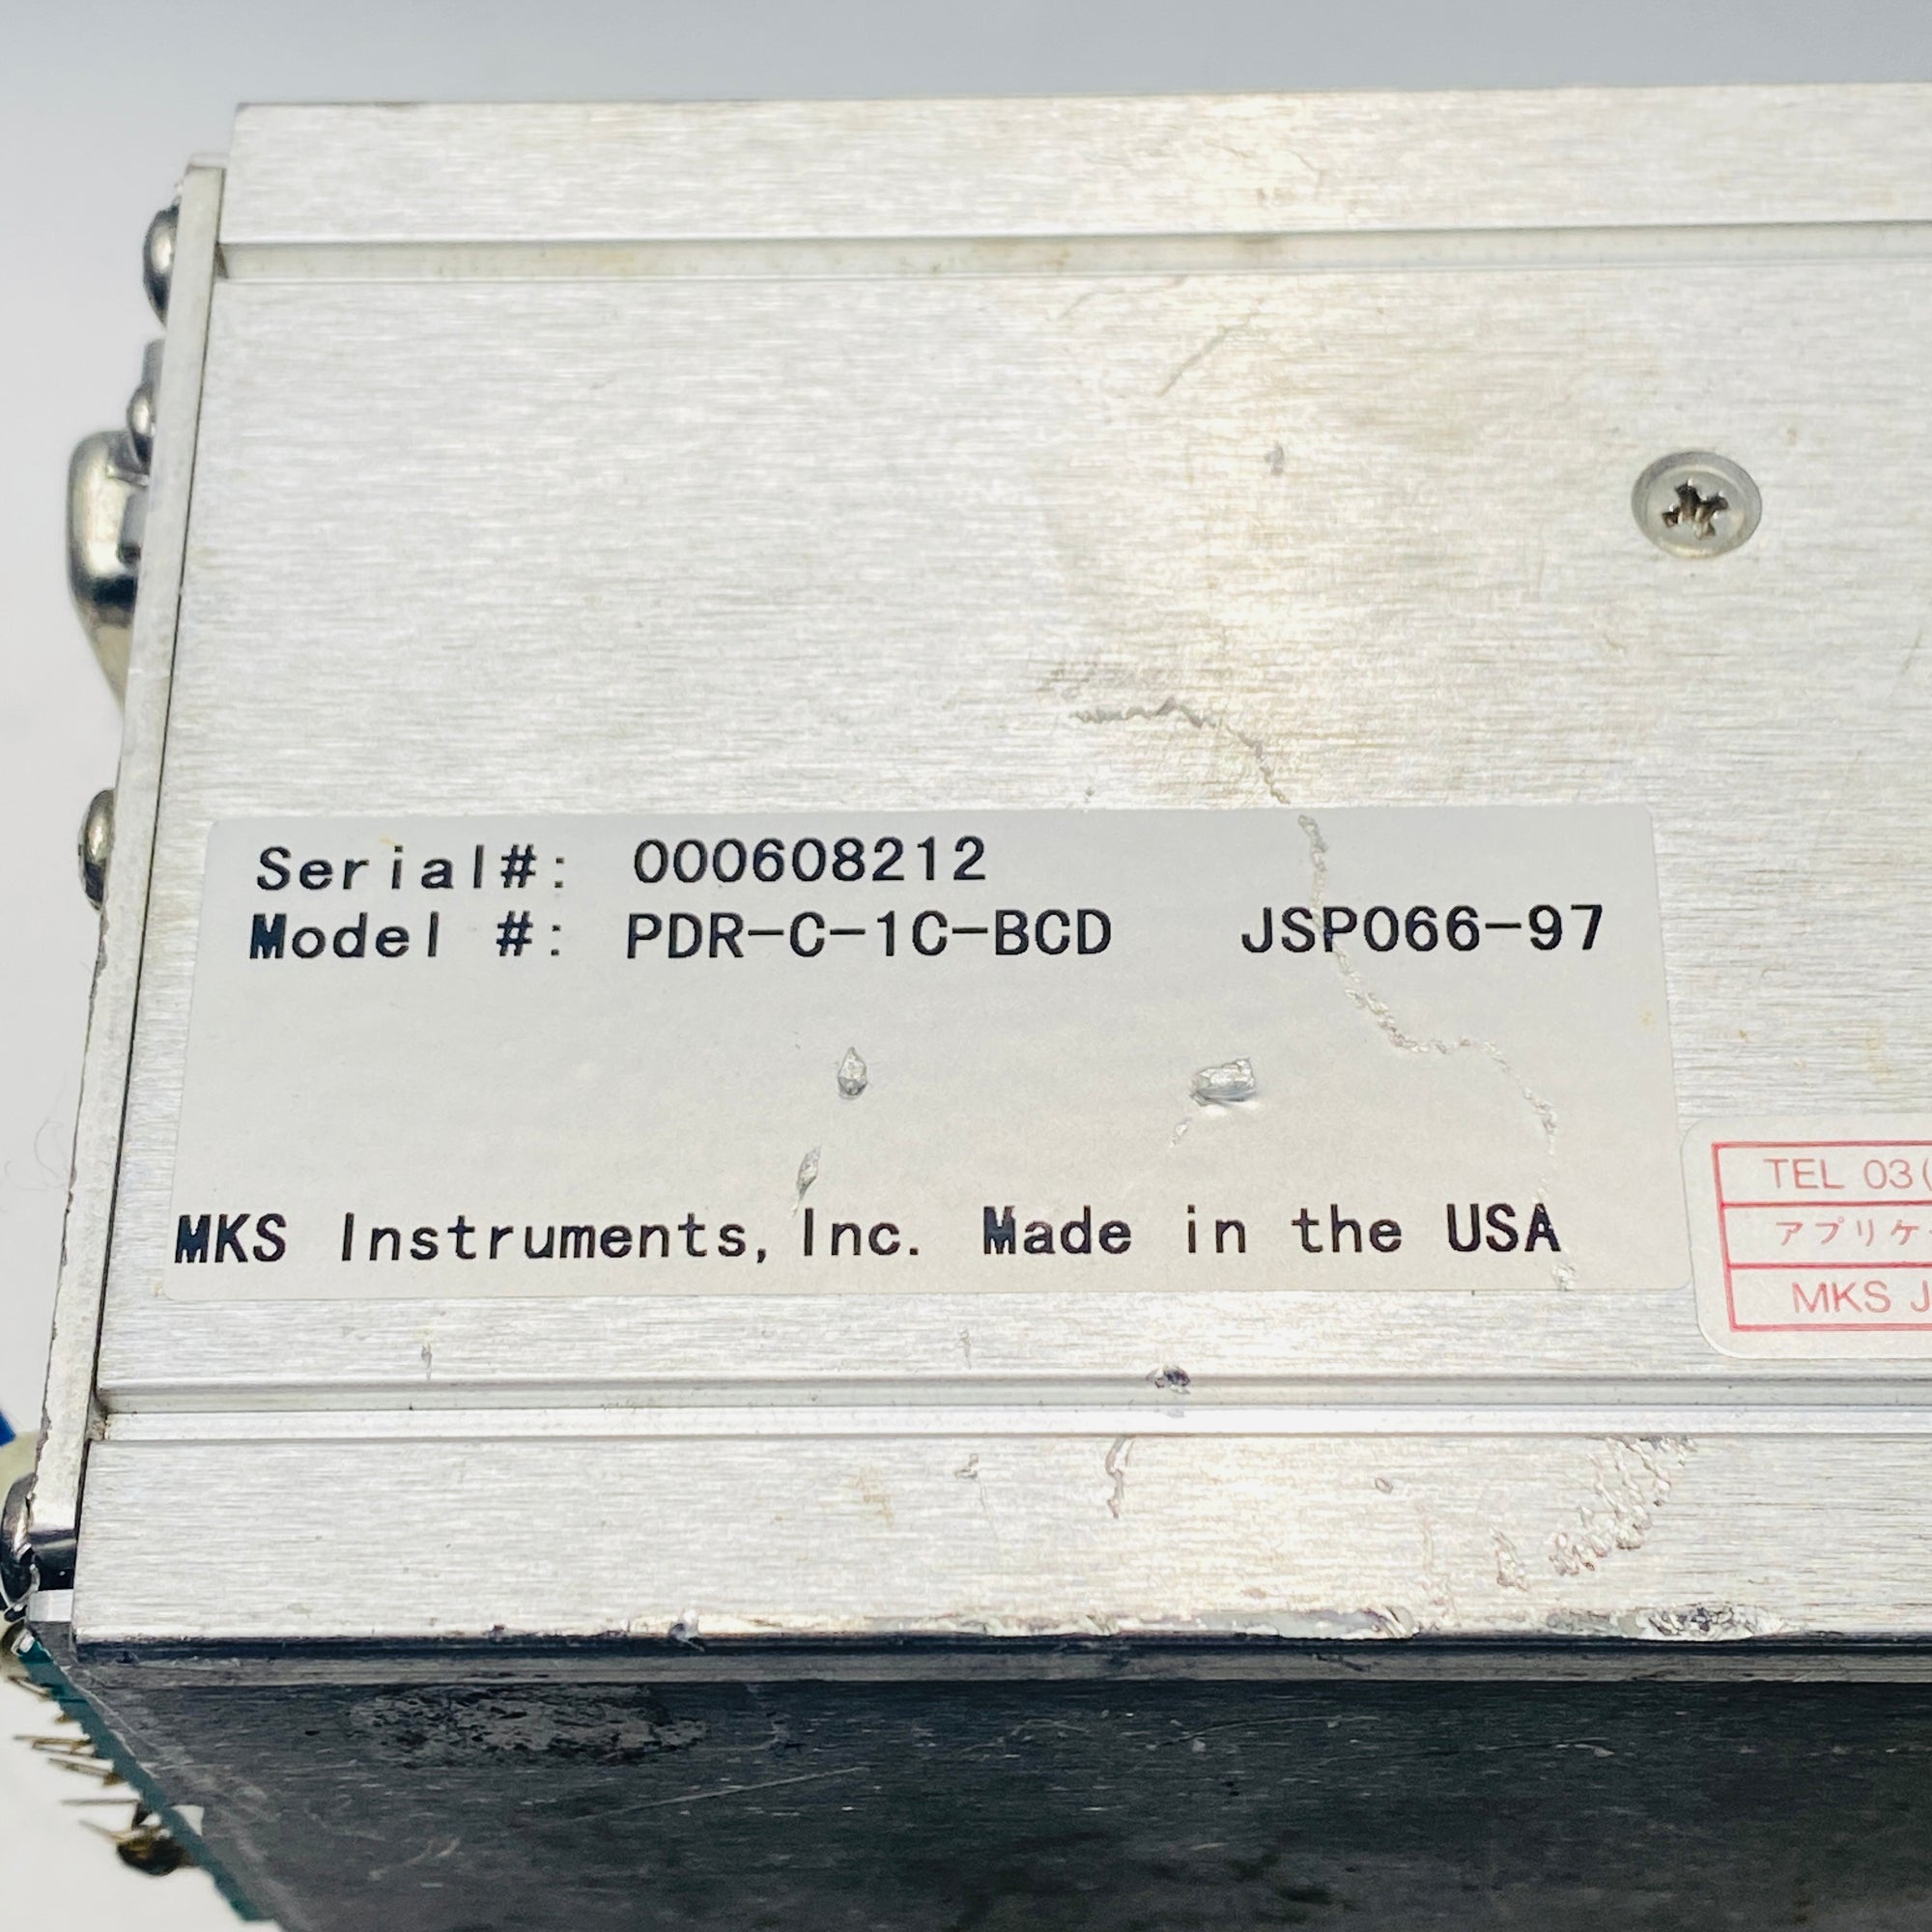 Serial#: 000608212
Model #: PDR-C-1C-BCD JSP066-97
MKS Instruments, Inc. Made in the USA
TEL 03(
アプリケ
MKS J